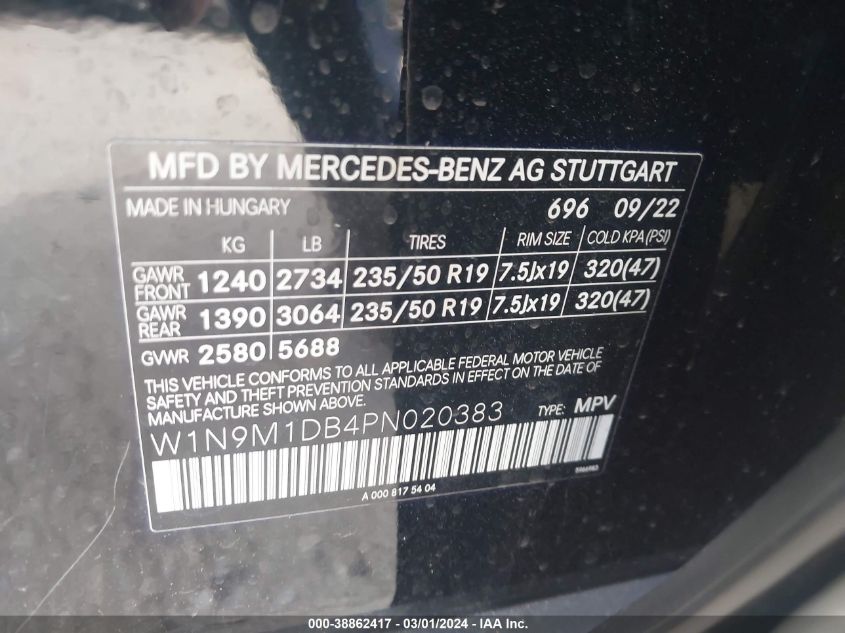 MFD BY MERCEDES-BENZ AG STUTTGART
MADE IN HUNGARY 696 09/22
KG LB TIRES RIM SIZE COLD KPA(PSI)
GAWR FRONT 1240 2734 235/50 R19 7.5Jx19 320(47)
GAWR REAR 1390 3064 235/50 R19 7.5Jx19 320(47)
GVWR 2580 5688
THIS VEHICLE CONFORMS TO ALL APPLICABLE FEDERAL MOTOR VEHICLE
SAFETY AND THEFT PREVENTION STANDARDS IN EFFECT ON THE DATE OF
MANUFACTURE SHOWN ABOVE.
W1N9M1DB4PN020383 TYPE: MPV
A 000 817 54 04
000-38862417 - 03/01/2024 - IAA Inc.